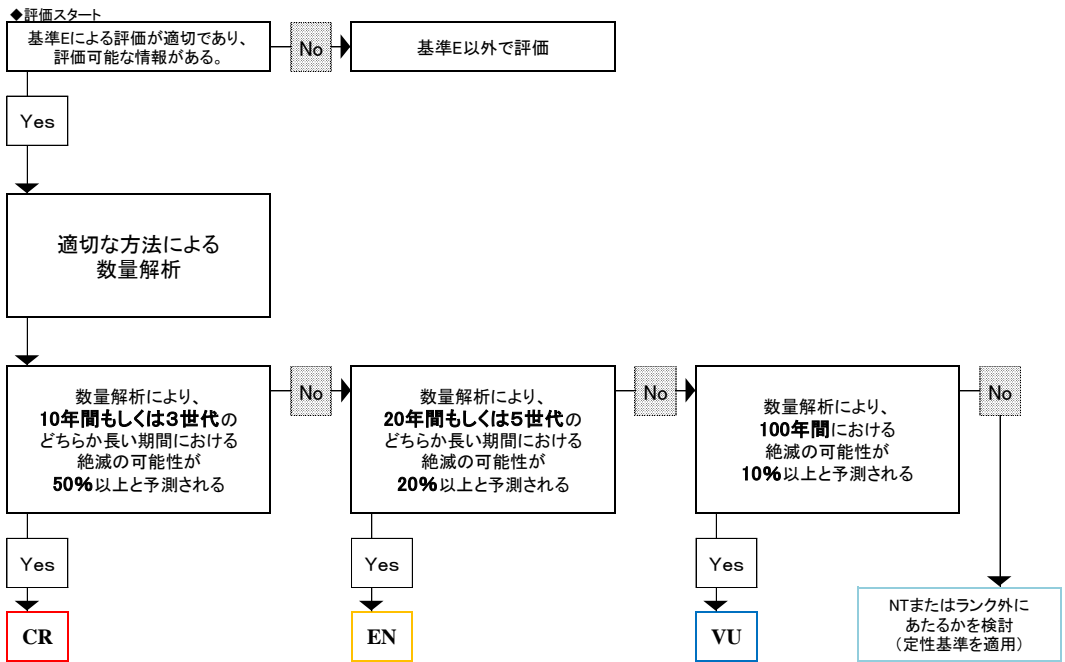 ◆評価スタート
基準Eによる評価が適切であり、
評価可能な情報がある。
No
基準E以外で評価
Yes
適切な方法による
数量解析
数量解析により、
10年間もしくは3世代の
どちらか長い期間における
絶滅の可能性が
50%以上と予測される
No
数量解析により、
20年間もしくは5世代の
どちらか長い期間における
絶滅の可能性が
20%以上と予測される
No
数量解析により、
100年間における
絶滅の可能性が
10%以上と予測される
No
Yes
Yes
Yes
CR
EN
VU
NTまたはランク外に
あたるかを検討
（定性基準を適用）